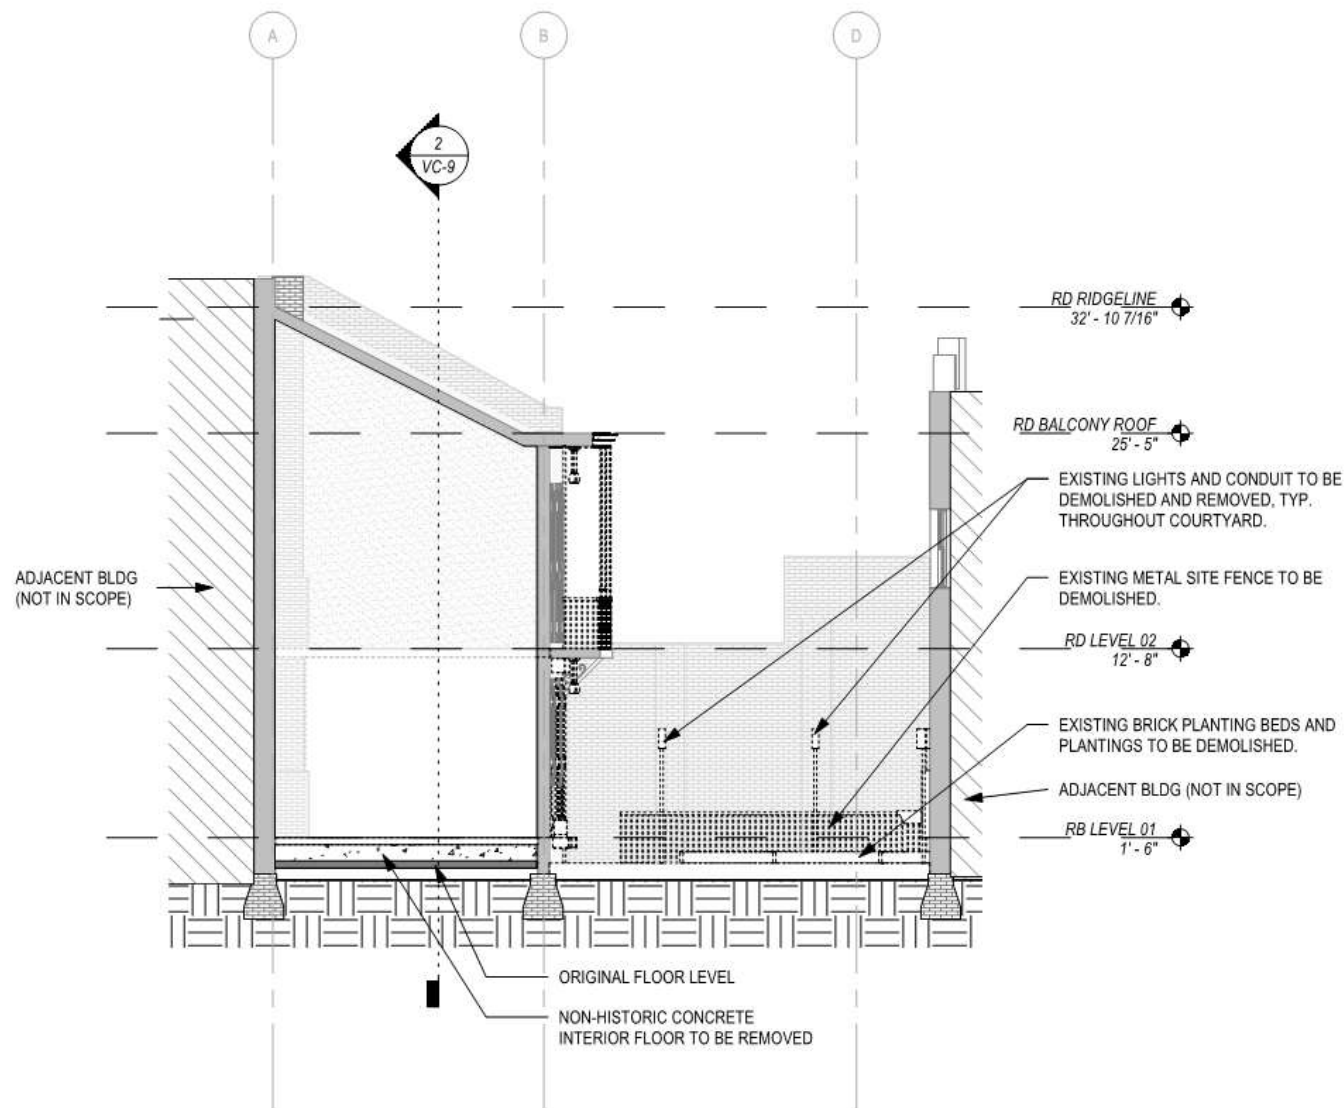 A
B
D
2
VC-9
RD RIDGELINE
32' - 10 7/16"
RD BALCONY ROOF
25' - 5"
EXISTING LIGHTS AND CONDUIT TO BE
DEMOLISHED AND REMOVED, TYP.
THROUGHOUT COURTYARD.
ADJACENT BLDG
(NOT IN SCOPE)
EXISTING METAL SITE FENCE TO BE
DEMOLISHED.
RD LEVEL 02
12' - 8"
EXISTING BRICK PLANTING BEDS AND
PLANTINGS TO BE DEMOLISHED.
ADJACENT BLDG (NOT IN SCOPE)
RB LEVEL 01
1' - 6"
ORIGINAL FLOOR LEVEL
NON-HISTORIC CONCRETE
INTERIOR FLOOR TO BE REMOVED